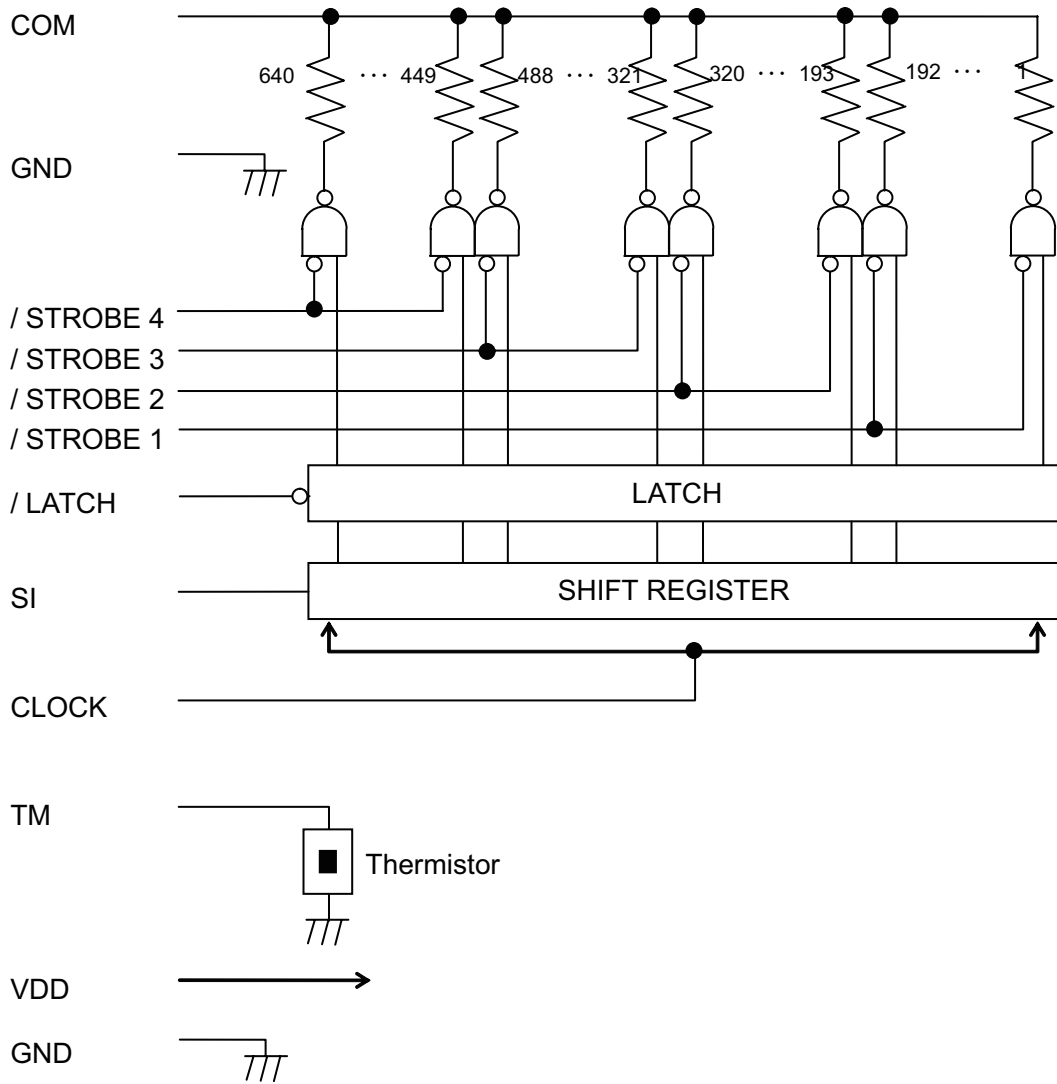 COM
640 ··· 449 488 ··· 321 320 ··· 193 192 ··· 1
GND
/ STROBE 4
/ STROBE 3
/ STROBE 2
/ STROBE 1
/ LATCH
LATCH
SI
SHIFT REGISTER
CLOCK
TM
Thermistor
VDD
GND